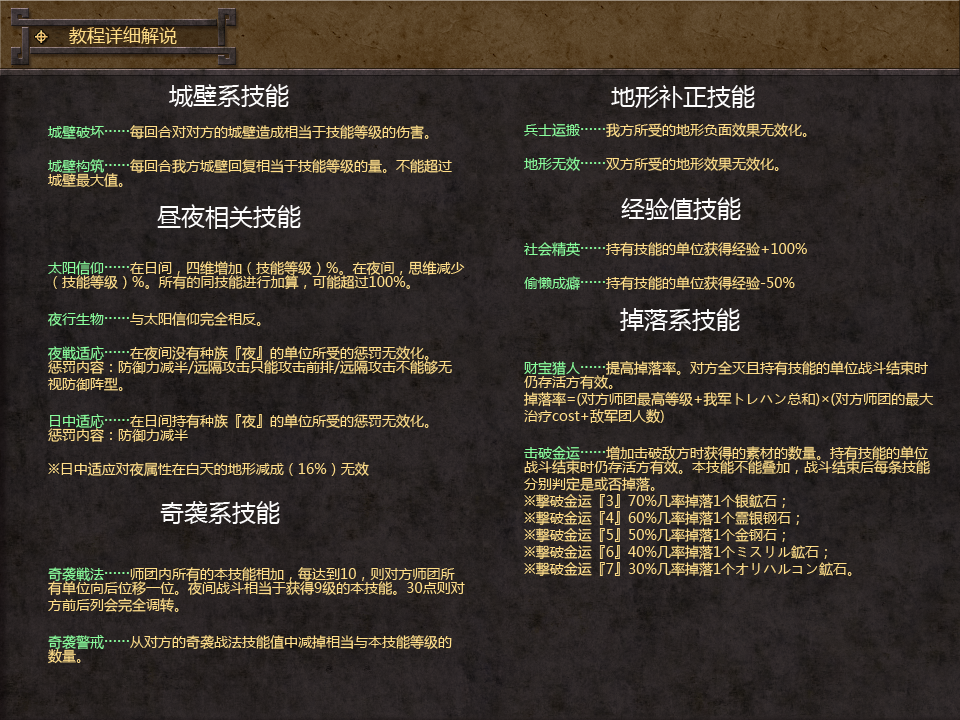 教程详细解说
城壁系技能
城壁破坏……每回合对对方的城壁造成相当于技能等级的伤害。
城壁构筑……每回合我方城壁回复相当于技能等级的量。不能超过
城壁最大值。
昼夜相关技能
太阳信仰……在日间，四维增加（技能等级）%。在夜间，思维减少
（技能等级）%。所有的同技能进行加算，可能超过100%。
夜行生物……与太阳信仰完全相反。
夜戦适应……在夜间没有种族『夜』的单位所受的惩罚无效化。
惩罚内容：防御力减半/远隔攻击只能攻击前排/远隔攻击不能够无
视防御阵型。
日中适应……在日间持有种族『夜』的单位所受的惩罚无效化。
惩罚内容：防御力减半
※日中适应对夜属性在白天的地形减成（16%）无效
奇袭系技能
奇袭戦法……师团内所有的本技能相加，每达到10，则对方师团所
有单位向后位移一位。夜间战斗相当于获得9级的本技能。30点则对
方前后列会完全调转。
奇袭警戒……从对方的奇袭战法技能值中减掉相当与本技能等级的
数量。
地形补正技能
兵士运搬……我方所受的地形负面效果无效化。
地形无效……双方所受的地形效果无效化。
经验值技能
社会精英……持有技能的单位获得经验+100%
偷懒成癖……持有技能的单位获得经验-50%
掉落系技能
财宝猎人……提高掉落率。对方全灭且持有技能的单位战斗结束时
仍存活方有效。
掉落率=(对方师团最高等级+我军トレハン总和)×(对方师团的最大
治疗cost+敌军团人数)
击破金运……增加击破敌方时获得的素材的数量。持有技能的单位
战斗结束时仍存活方有效。本技能不能叠加，战斗结束后每条技能
分别判定是或否掉落。
※撃破金运『3』70%几率掉落1个银鉱石；
※撃破金运『4』60%几率掉落1个霊银钢石；
※撃破金运『5』50%几率掉落1个金钢石；
※撃破金运『6』40%几率掉落1个ミスリル鉱石；
※撃破金运『7』30%几率掉落1个オリハルコン鉱石。